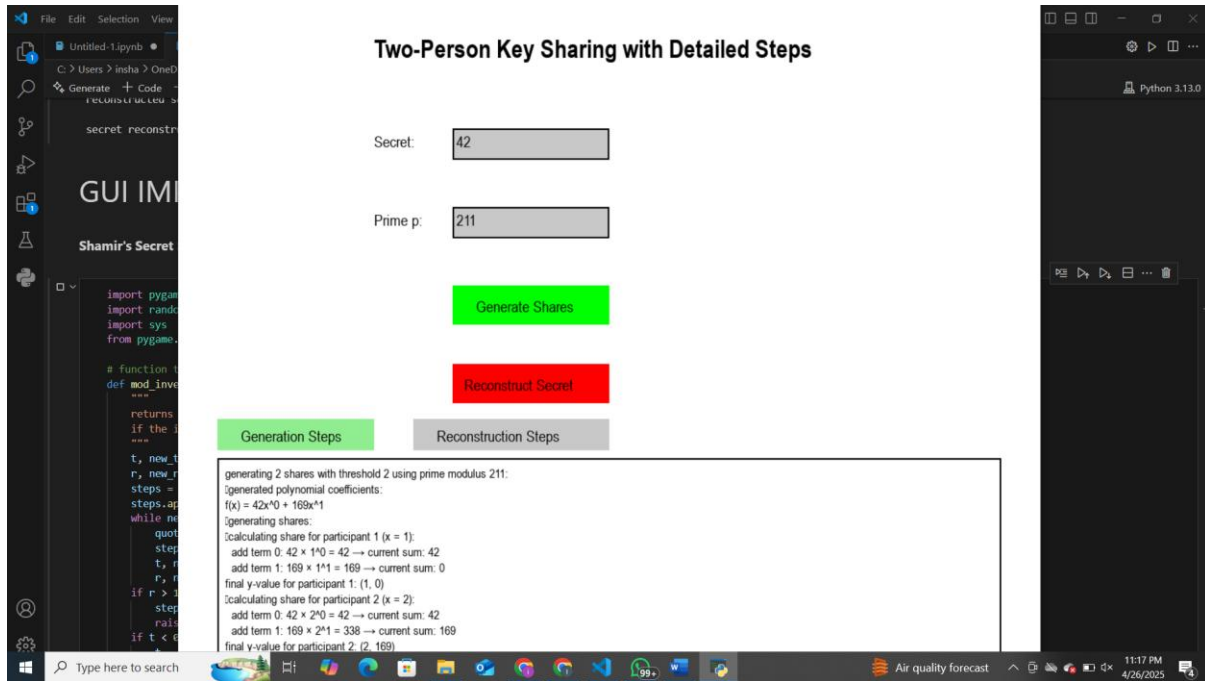 File Edit Selection View
Two-Person Key Sharing with Detailed Steps
Untitled-1.ipynb
C: > Users > insha > OneD
Generate + Code
Python 3.13.0
reconstructed s
secret reconstr
Secret: 42
GUI IM
Prime p: 211
Shamir's Secret
Generate Shares
Reconstruct Secret
import pygam
import rando
import sys
from pygame.
# function t
def mod_inve
"""
returns
if the i
"""
t, new_t
r, new_r
steps =
steps.ap
while ne
quot
step
t, n
r, n
if r > 1
step
rais
if t < 0
Generation Steps Reconstruction Steps
generating 2 shares with threshold 2 using prime modulus 211:
generated polynomial coefficients:
f(x) = 42x^0 + 169x^1
generating shares:
calculating share for participant 1 (x = 1):
add term 0: 42 × 1^0 = 42 → current sum: 42
add term 1: 169 × 1^1 = 169 → current sum: 0
final y-value for participant 1: (1, 0)
calculating share for participant 2 (x = 2):
add term 0: 42 × 2^0 = 42 → current sum: 42
add term 1: 169 × 2^1 = 338 → current sum: 169
final y-value for participant 2: (2, 169)
Type here to search
99+
Air quality forecast
11:17 PM
4/26/2025
4